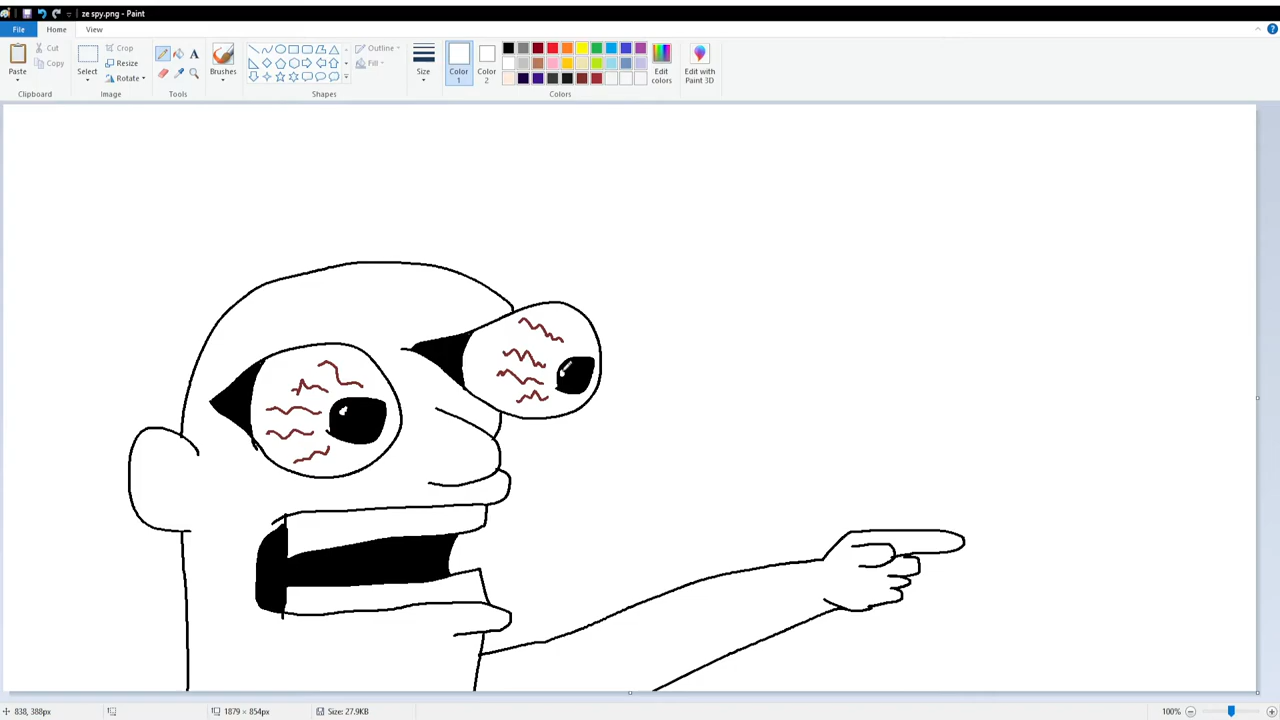 ze spy.png - Paint
File Home View
Paste
Cut
Copy
Clipboard
Select
Crop
Resize
Rotate
Image
A
Tools
Brushes
Shapes
Outline
Fill
Size
Color
1
Color
2
Edit
colors
Colors
Edit with
Paint 3D
838, 388px
1879 × 854px
Size: 27.9KB
100%